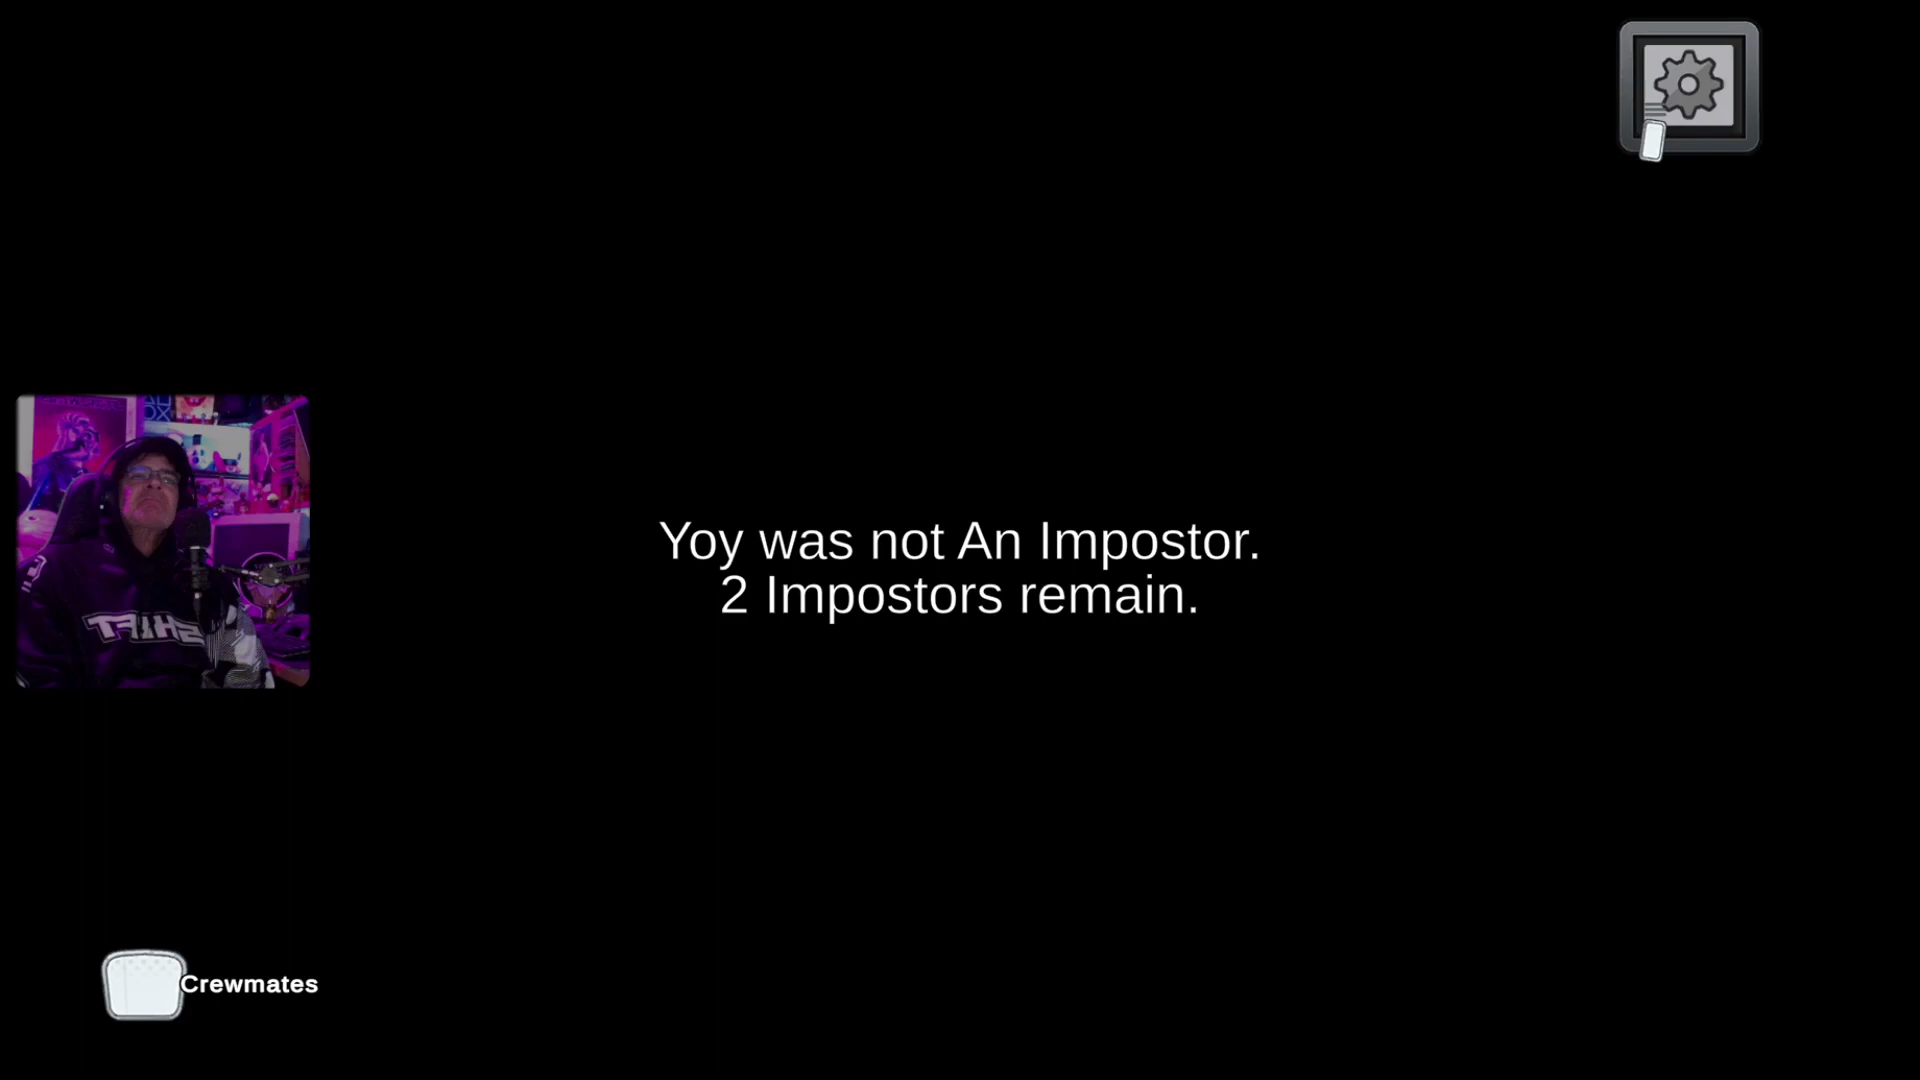 Yoy was not An Impostor.
2 Impostors remain.
Crewmates